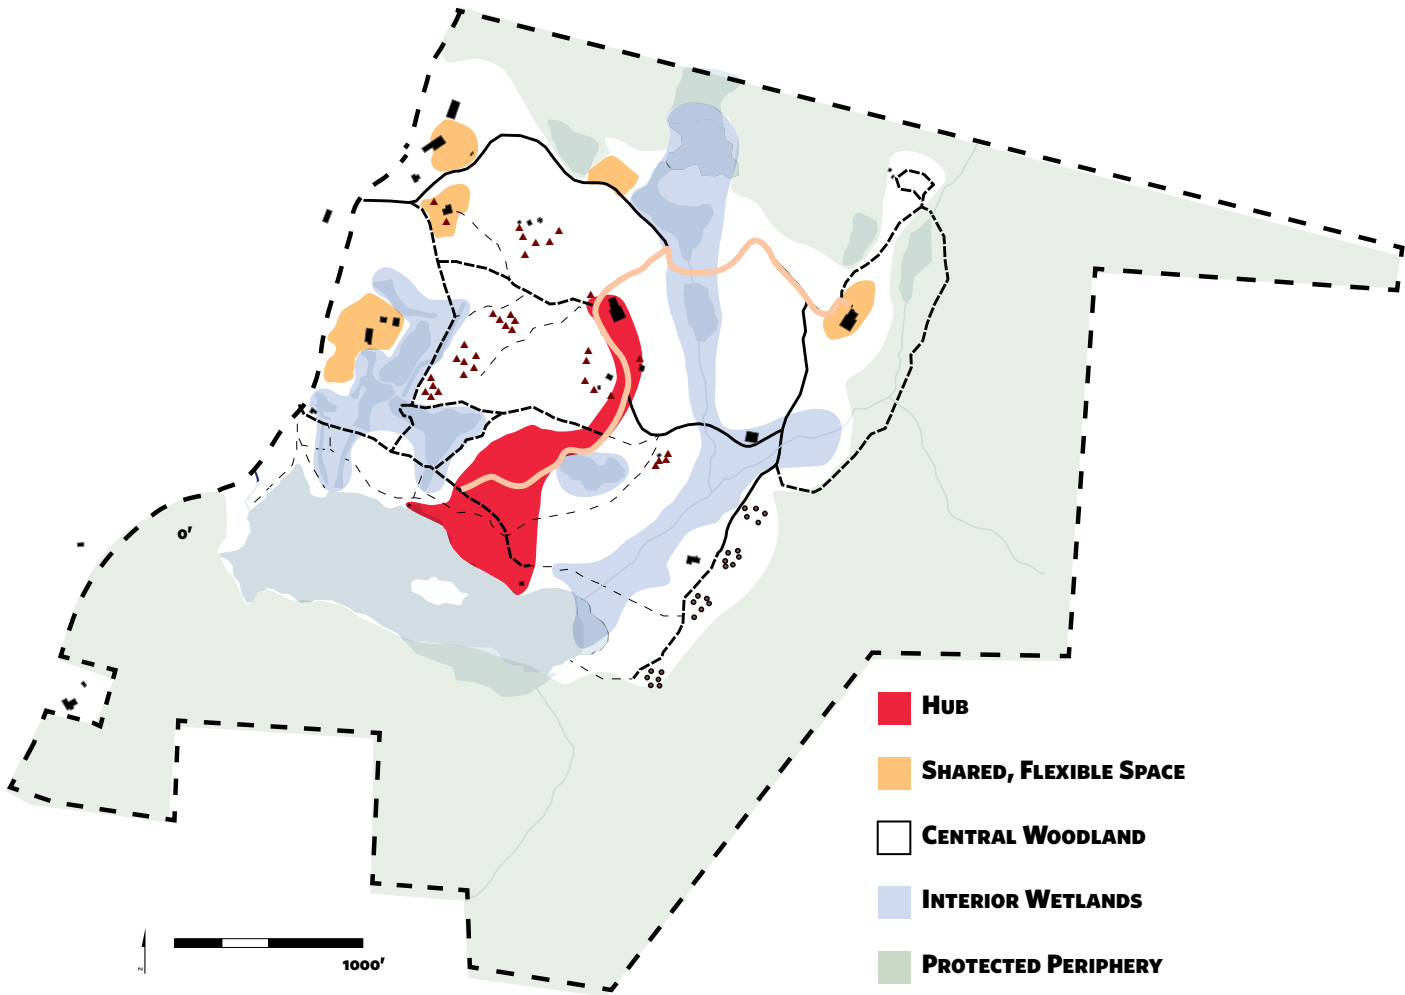 0'
HUB
SHARED, FLEXIBLE SPACE
CENTRAL WOODLAND
INTERIOR WETLANDS
1000'
N
PROTECTED PERIPHERY